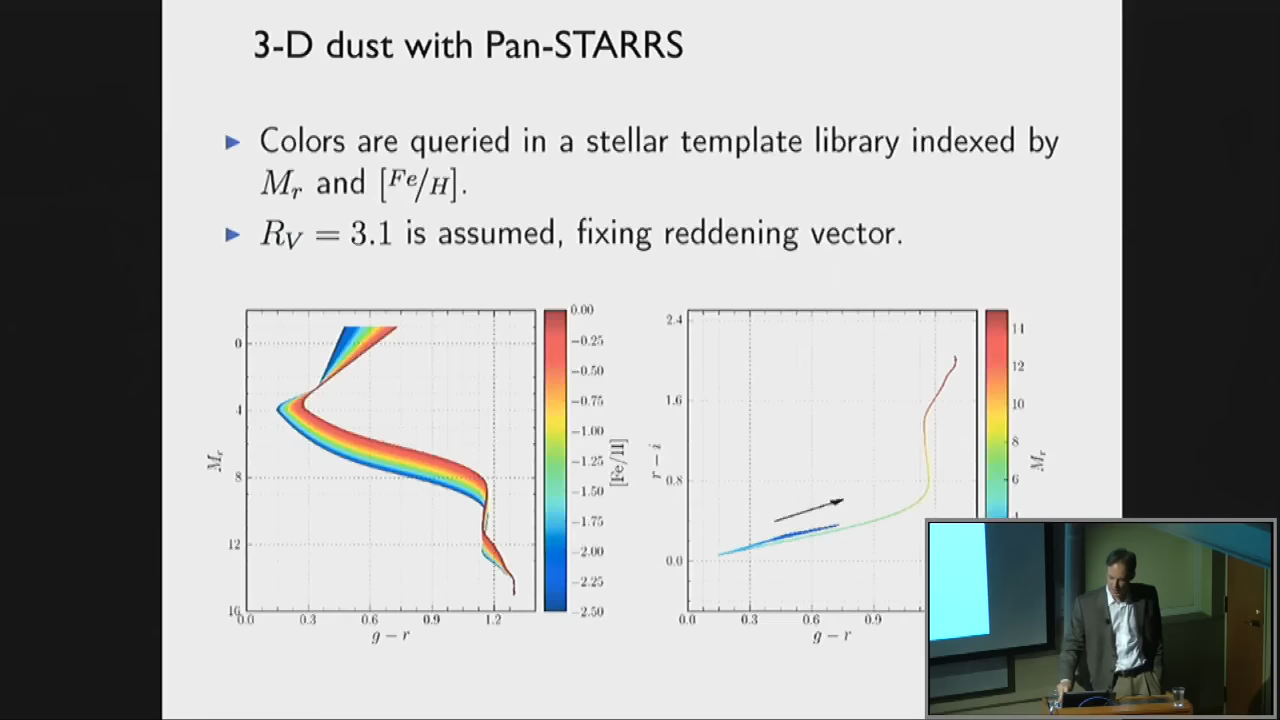 3-D dust with Pan-STARRS
Colors are queried in a stellar template library indexed by
M_r and [Fe/H].
R_V = 3.1 is assumed, fixing reddening vector.
0
4
8
12
16
M_r
0.0 0.3 0.6 0.9 1.2
g − r
0.00
−0.25
−0.50
−0.75
−1.00
−1.25
−1.50
−1.75
−2.00
−2.25
−2.50
[Fe/H]
2.4
1.6
0.8
0.0
r − i
0.0 0.3 0.6 0.9
g − r
14
12
10
8
6
M_r